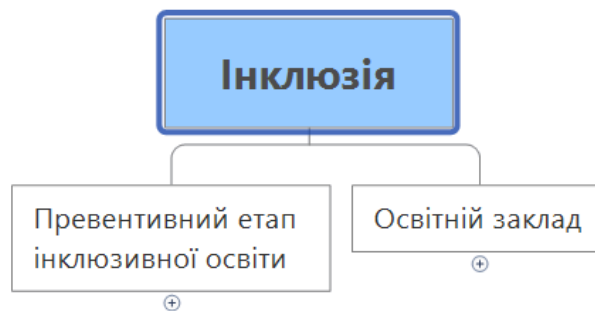 Інклюзія
Превентивний етап
інклюзивної освіти
Освітній заклад